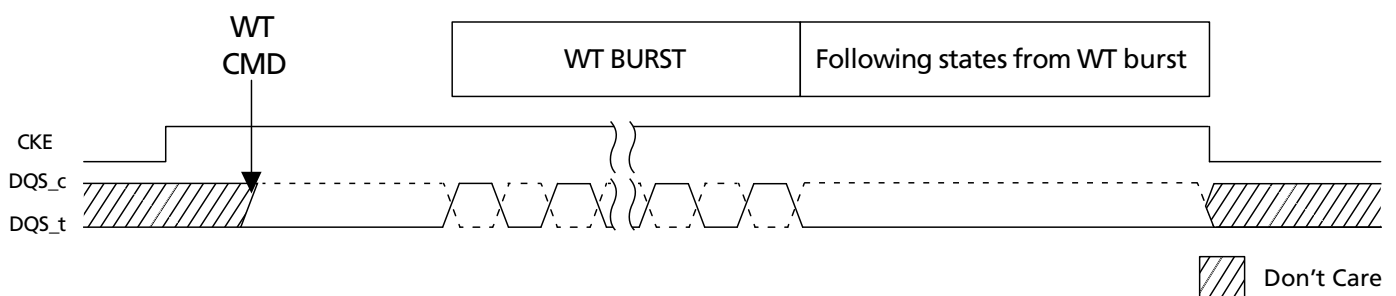 WT
CMD
WT BURST
Following states from WT burst
CKE
DQS_c
DQS_t
Don't Care